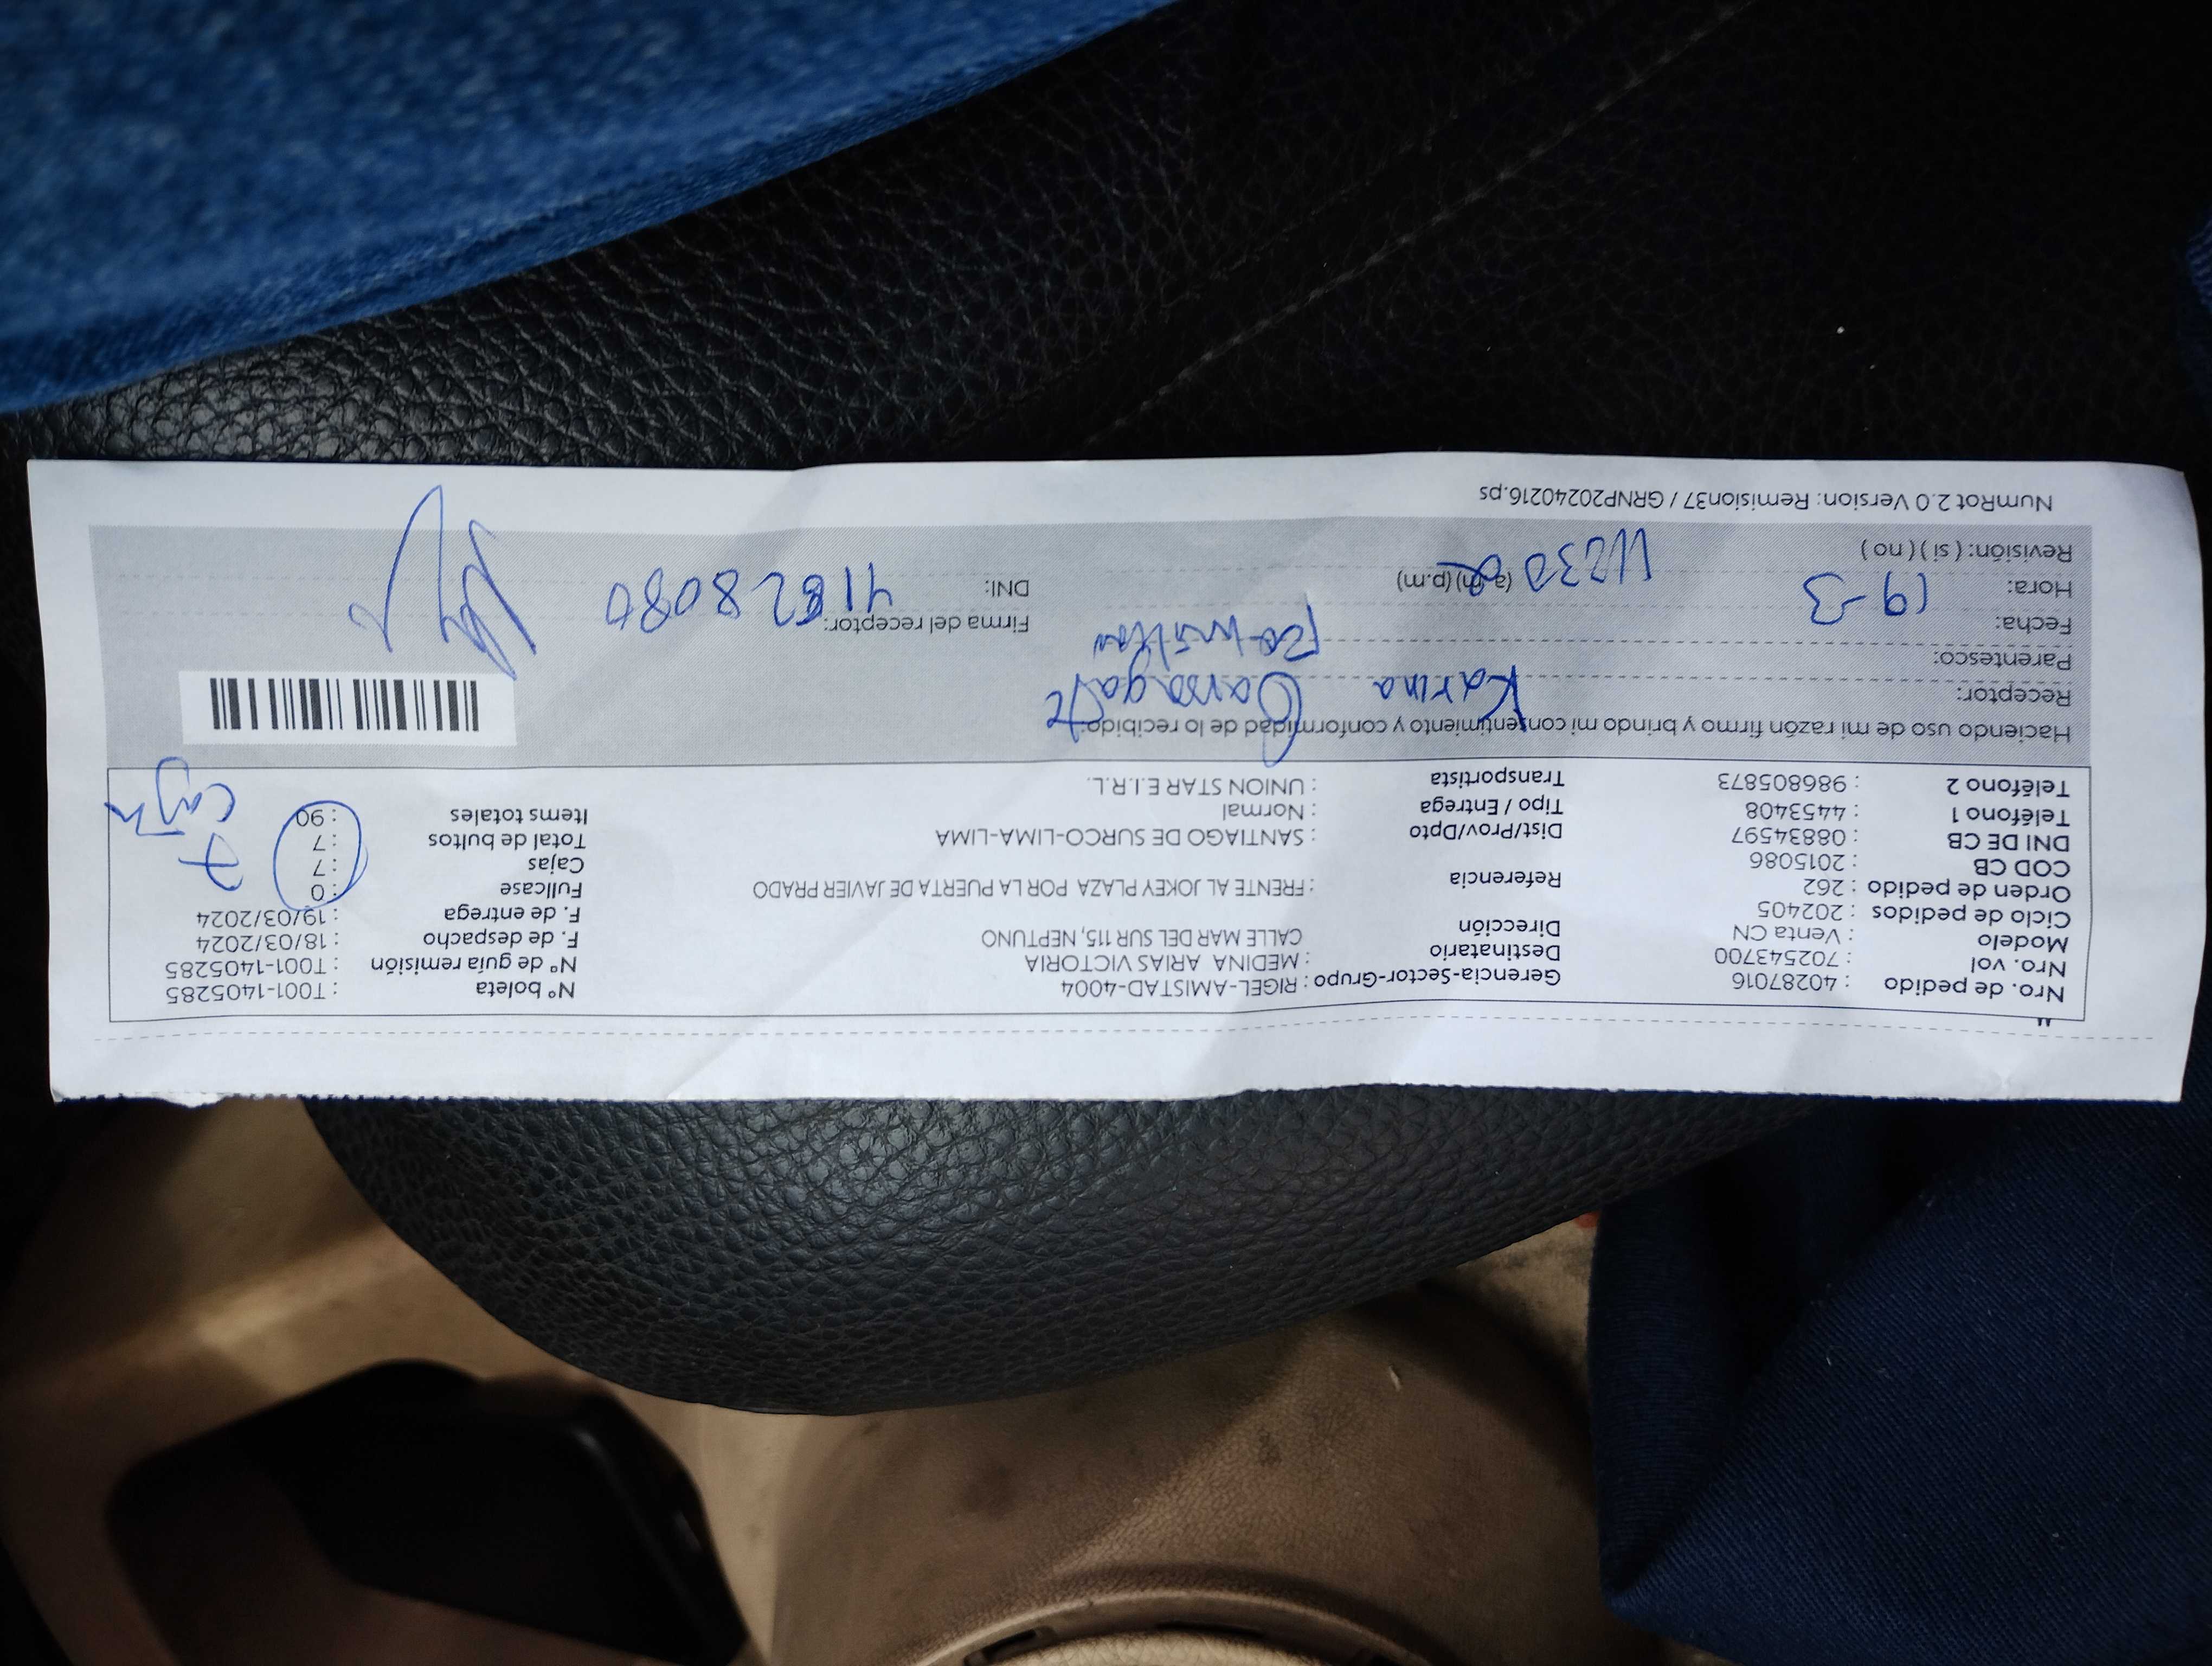 Nro. de pedido : 40287016
Nro. vol : 702543700
Modelo : Venta CN
Ciclo de pedidos : 202405
Orden de pedido : 262
COD CB : 2015086
DNI DE CB : 08834597
Teléfono 1 : 4453408
Teléfono 2 : 986805873
Gerencia-Sector-Grupo : RIGEL-AMISTAD-4004
Destinatario : MEDINA ARIAS VICTORIA
Dirección CALLE MAR DEL SUR 115, NEPTUNO
Referencia : FRENTE AL JOKEY PLAZA POR LA PUERTA DE JAVIER PRADO
Dist/Prov/Dpto : SANTIAGO DE SURCO-LIMA-LIMA
Tipo / Entrega : Normal
Transportista : UNION STAR E.I.R.L.
Nº boleta : T001-1405285
Nº de guía remisión : T001-1405285
F. de despacho : 18/03/2024
F. de entrega : 19/03/2024
Fullcase : 0
Cajas : 7
Total de bultos : 7
Items totales : 90
7
Haciendo uso de mi razón firmo y brindo mi consentimiento y conformidad de lo recibido:
Receptor: Karina
Parentesco:
Fecha: 19-3
Hora: (a.m) (p.m)
Revisión: ( si ) ( no )
Firma del receptor:
DNI:
NumRot 2.0 Version: Remision37 / GRNP20240216.ps